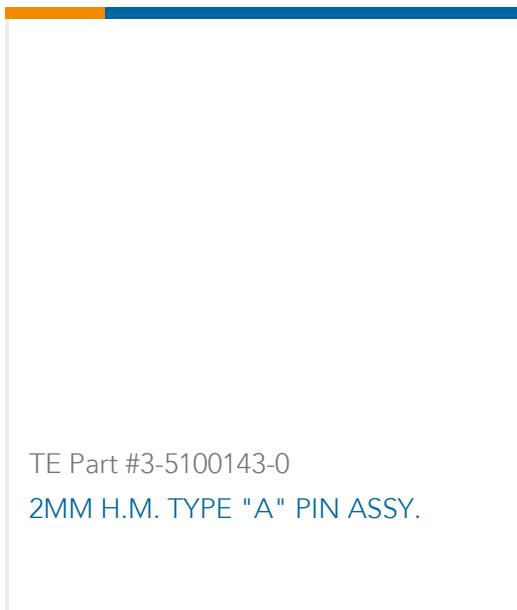 TE Part #3-5100143-0
2MM H.M. TYPE "A" PIN ASSY.